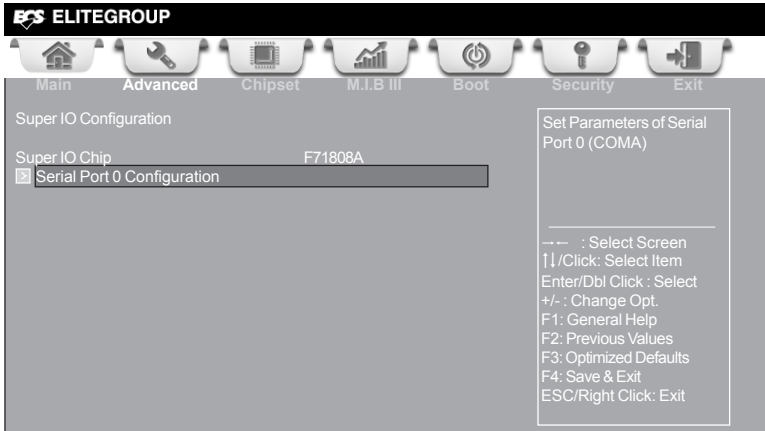 ECS ELITEGROUP
Main Advanced Chipset M.I.B III Boot Security Exit
Super IO Configuration
Super IO Chip F71808A
> Serial Port 0 Configuration
Set Parameters of Serial
Port 0 (COMA)
→← : Select Screen
↑↓/Click: Select Item
Enter/Dbl Click : Select
+/- : Change Opt.
F1: General Help
F2: Previous Values
F3: Optimized Defaults
F4: Save & Exit
ESC/Right Click: Exit